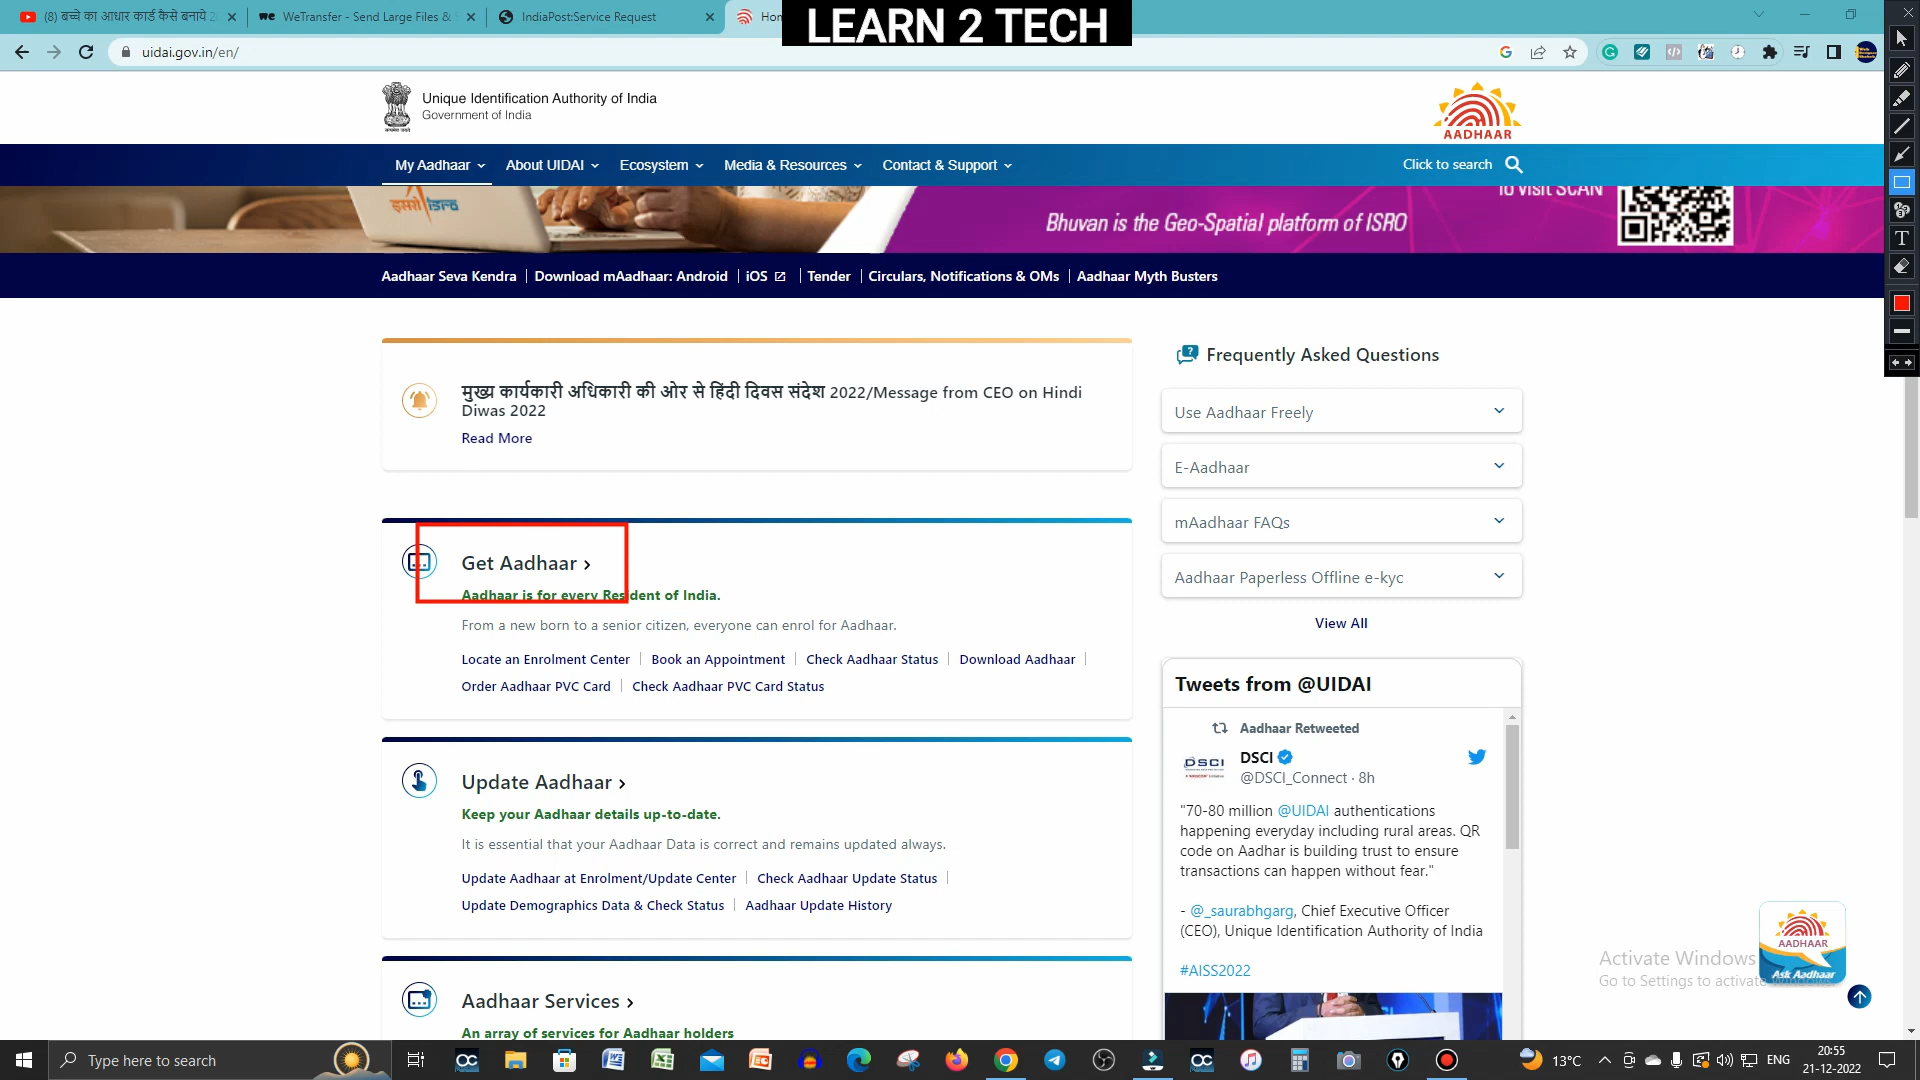 (8) बच्चे का आधार कार्ड कैसे बनाये 2
WeTransfer - Send Large Files &
IndiaPost:Service Request
LEARN 2 TECH
uidai.gov.in/en/
Unique Identification Authority of India
Government of India
AADHAAR
My Aadhaar
About UIDAI
Ecosystem
Media & Resources
Contact & Support
Click to search
इसरो isro
To visit SCAN
Bhuvan is the Geo-Spatial platform of ISRO
Aadhaar Seva Kendra | Download mAadhaar: Android | iOS | Tender | Circulars, Notifications & OMs | Aadhaar Myth Busters
मुख्य कार्यकारी अधिकारी की ओर से हिंदी दिवस संदेश 2022/Message from CEO on Hindi
Diwas 2022
Read More
Get Aadhaar ›
Aadhaar is for every Resident of India.
From a new born to a senior citizen, everyone can enrol for Aadhaar.
Locate an Enrolment Center | Book an Appointment | Check Aadhaar Status | Download Aadhaar |
Order Aadhaar PVC Card | Check Aadhaar PVC Card Status
Update Aadhaar ›
Keep your Aadhaar details up-to-date.
It is essential that your Aadhaar Data is correct and remains updated always.
Update Aadhaar at Enrolment/Update Center | Check Aadhaar Update Status |
Update Demographics Data & Check Status | Aadhaar Update History
Aadhaar Services ›
An array of services for Aadhaar holders
Frequently Asked Questions
Use Aadhaar Freely
E-Aadhaar
mAadhaar FAQs
Aadhaar Paperless Offline e-kyc
View All
Tweets from @UIDAI
Aadhaar Retweeted
DSCI
DSCI
@DSCI_Connect · 8h
"70-80 million @UIDAI authentications
happening everyday including rural areas. QR
code on Aadhar is building trust to ensure
transactions can happen without fear."
- @_saurabhgarg, Chief Executive Officer
(CEO), Unique Identification Authority of India
#AISS2022
AADHAAR
Ask Aadhaar
Activate Windows
Go to Settings to activate
Type here to search
13°C
ENG
20:55
21-12-2022